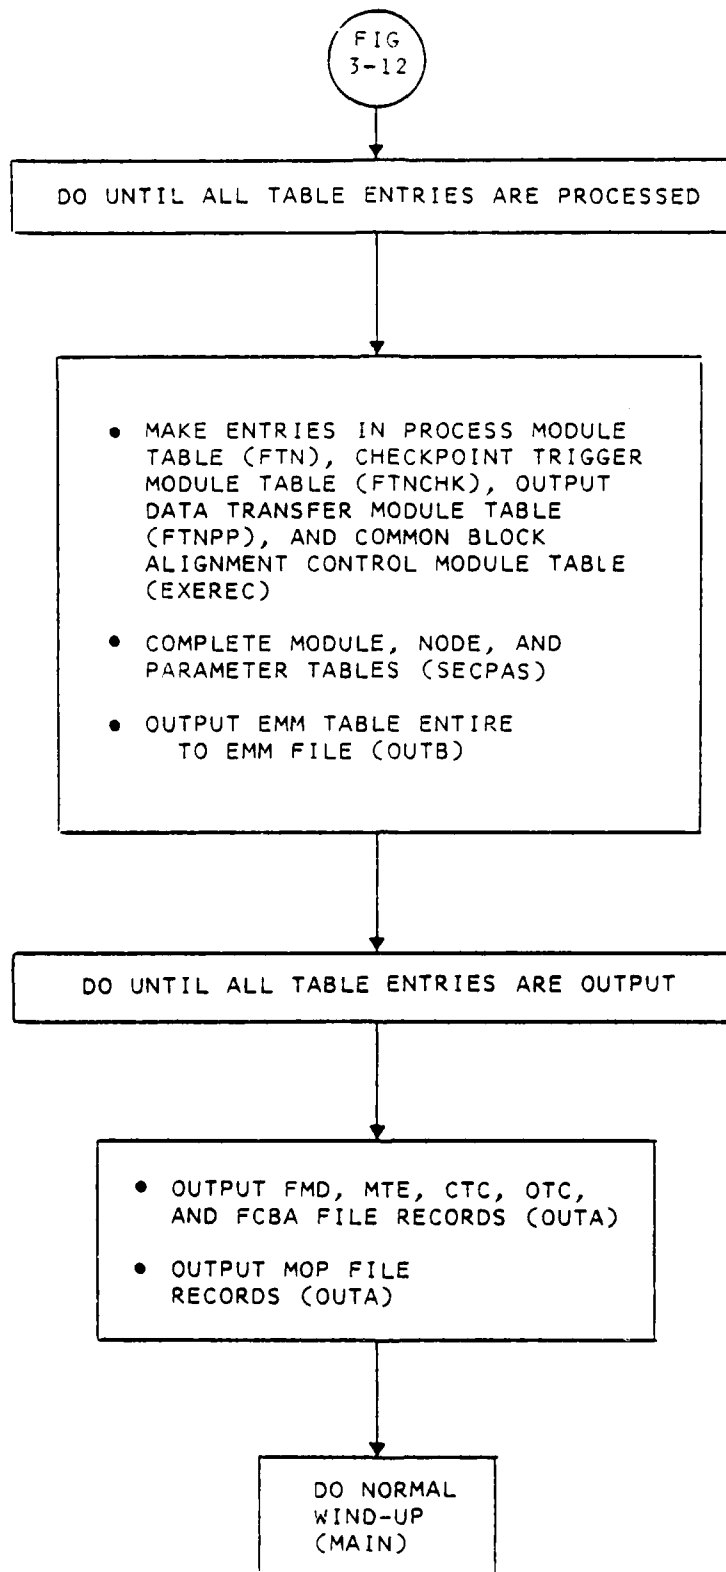 FIG
3-12
DO UNTIL ALL TABLE ENTRIES ARE PROCESSED
• MAKE ENTRIES IN PROCESS MODULE
TABLE (FTN), CHECKPOINT TRIGGER
MODULE TABLE (FTNCHK), OUTPUT
DATA TRANSFER MODULE TABLE
(FTNPP), AND COMMON BLOCK
ALIGNMENT CONTROL MODULE TABLE
(EXEREC)
• COMPLETE MODULE, NODE, AND
PARAMETER TABLES (SECPAS)
• OUTPUT EMM TABLE ENTIRE
TO EMM FILE (OUTB)
DO UNTIL ALL TABLE ENTRIES ARE OUTPUT
• OUTPUT FMD, MTE, CTC, OTC,
AND FCBA FILE RECORDS (OUTA)
• OUTPUT MOP FILE
RECORDS (OUTA)
DO NORMAL
WIND-UP
(MAIN)